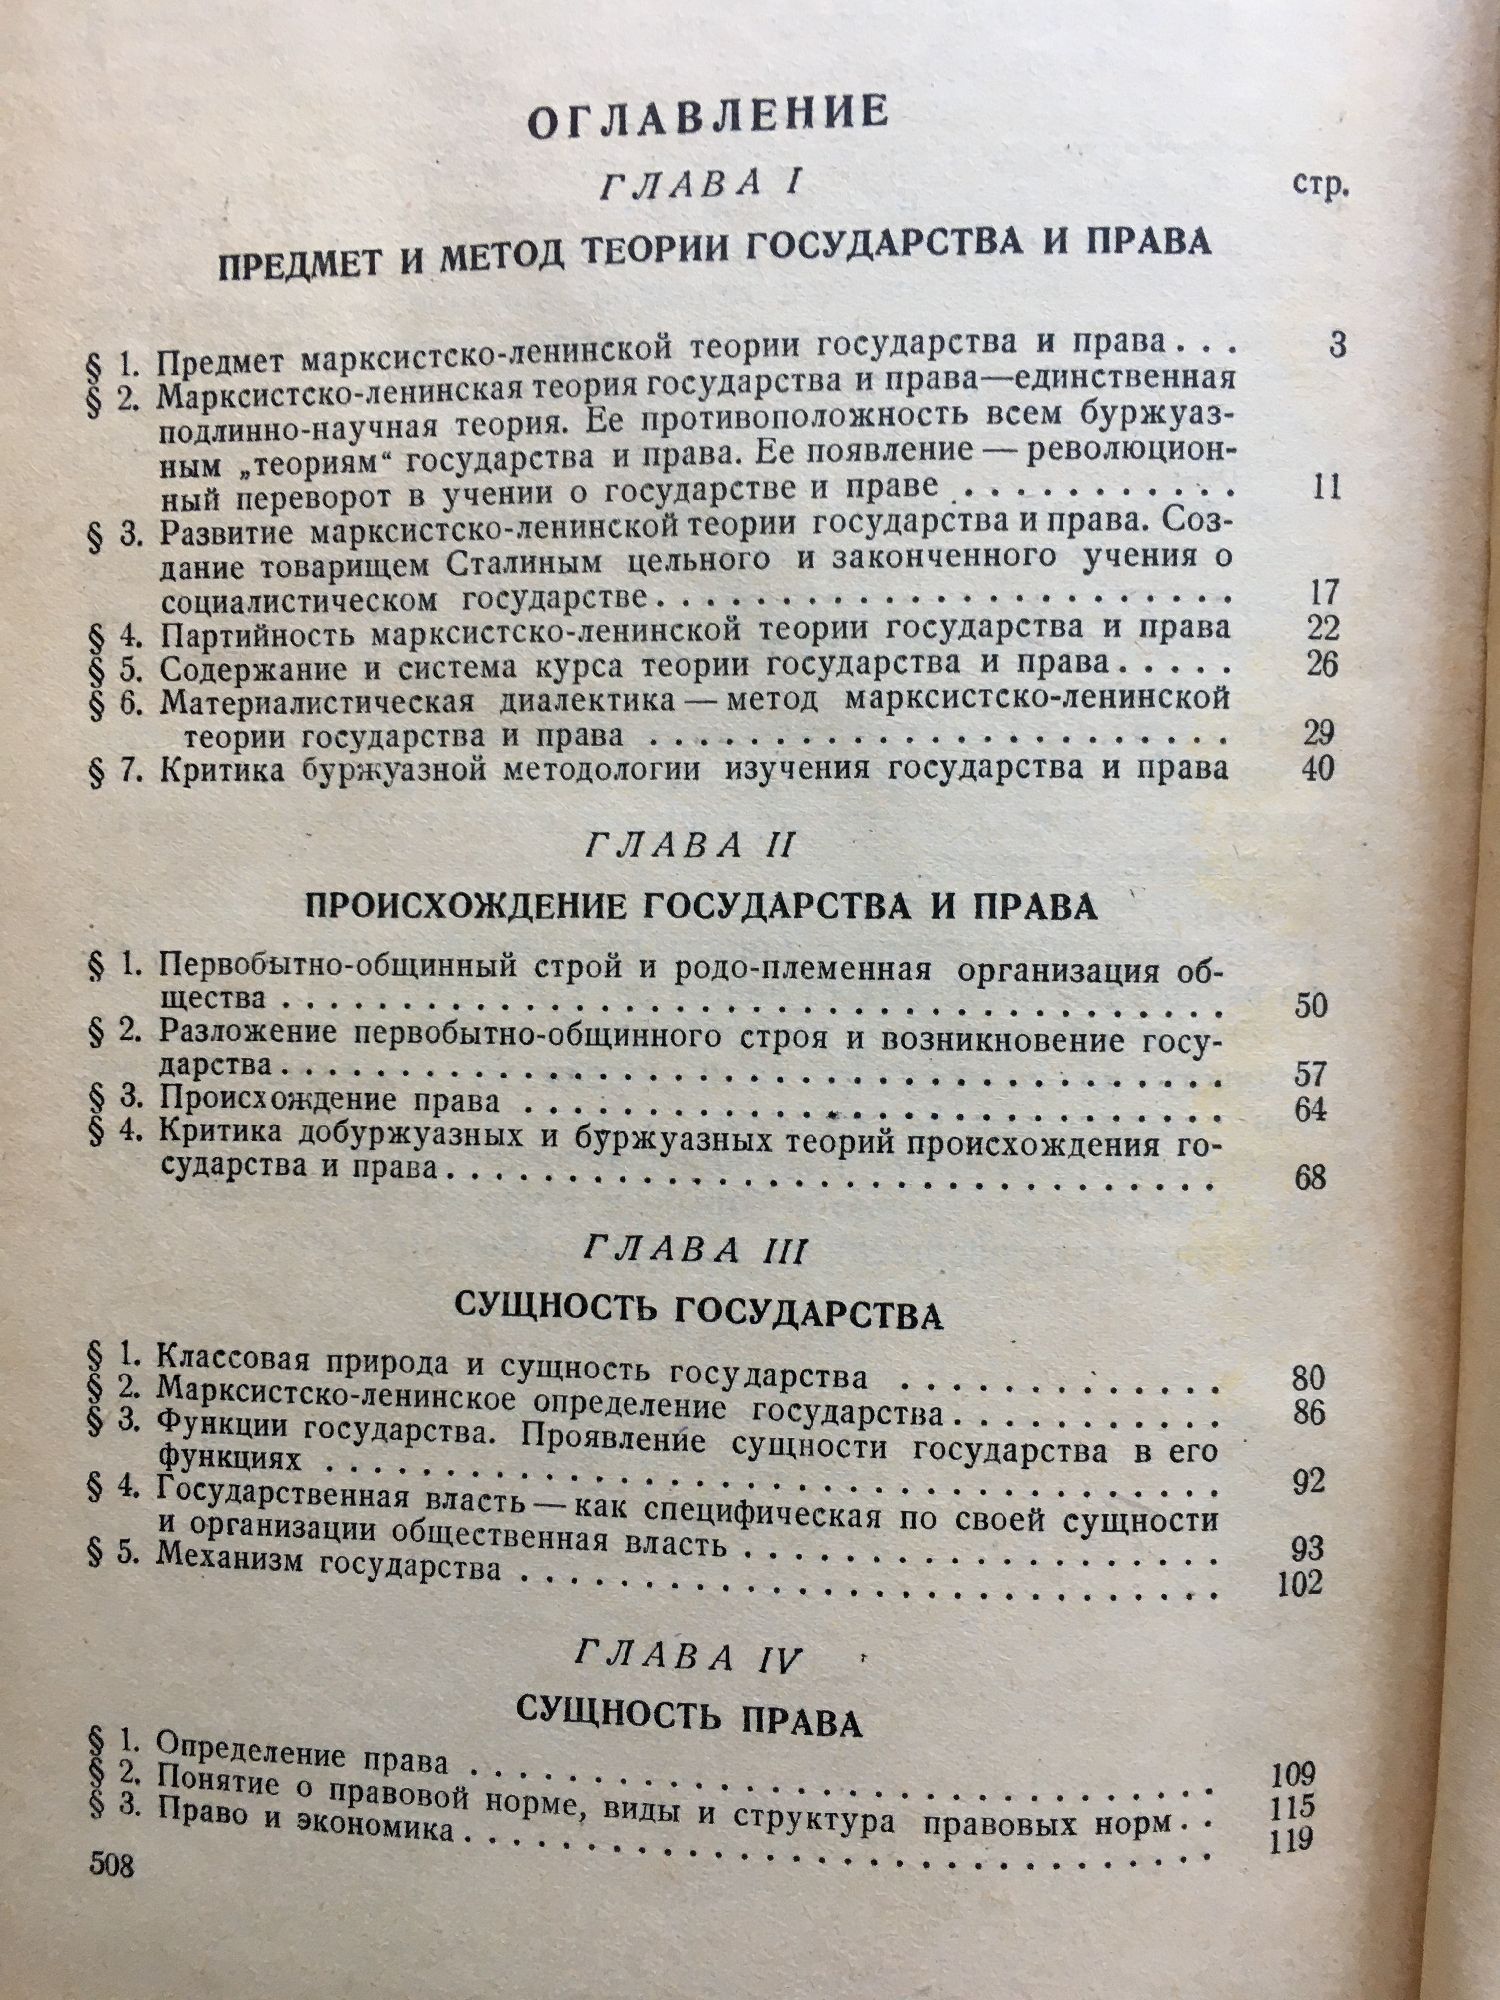 ОГЛАВЛЕНИЕ
ГЛАВА I
стр.
ПРЕДМЕТ И МЕТОД ТЕОРИИ ГОСУДАРСТВА И ПРАВА
§ 1. Предмет марксистско-ленинской теории государства и права . . . 3
§ 2. Марксистско-ленинская теория государства и права—единственная
подлинно-научная теория. Ее противоположность всем буржуаз-
ным „теориям“ государства и права. Ее появление — революцион-
ный переворот в учении о государстве и праве . . . . . . . . . . . 11
§ 3. Развитие марксистско-ленинской теории государства и права. Соз-
дание товарищем Сталиным цельного и законченного учения о
социалистическом государстве . . . . . . . . . . . . . . . . . . . . . . . 17
§ 4. Партийность марксистско-ленинской теории государства и права 22
§ 5. Содержание и система курса теории государства и права . . . . . 26
§ 6. Материалистическая диалектика — метод марксистско-ленинской
теории государства и права . . . . . . . . . . . . . . . . . . . . . . . 29
§ 7. Критика буржуазной методологии изучения государства и права 40
ГЛАВА II
ПРОИСХОЖДЕНИЕ ГОСУДАРСТВА И ПРАВА
§ 1. Первобытно-общинный строй и родо-племенная организация об-
щества . . . . . . . . . . . . . . . . . . . . . . . . . . . . . . . . . . . . . 50
§ 2. Разложение первобытно-общинного строя и возникновение госу-
дарства . . . . . . . . . . . . . . . . . . . . . . . . . . . . . . . . . . . . . 57
§ 3. Происхождение права . . . . . . . . . . . . . . . . . . . . . . . . . . . . 64
§ 4. Критика добуржуазных и буржуазных теорий происхождения го-
сударства и права . . . . . . . . . . . . . . . . . . . . . . . . . . . . . . 68
ГЛАВА III
СУЩНОСТЬ ГОСУДАРСТВА
§ 1. Классовая природа и сущность государства . . . . . . . . . . . . . 80
§ 2. Марксистско-ленинское определение государства . . . . . . . . . . . 86
§ 3. Функции государства. Проявление сущности государства в его
функциях . . . . . . . . . . . . . . . . . . . . . . . . . . . . . . . . . . . 92
§ 4. Государственная власть — как специфическая по своей сущности
и организации общественная власть . . . . . . . . . . . . . . . . . . . 93
§ 5. Механизм государства . . . . . . . . . . . . . . . . . . . . . . . . . . . . 102
ГЛАВА IV
СУЩНОСТЬ ПРАВА
§ 1. Определение права . . . . . . . . . . . . . . . . . . . . . . . . . . . . . . 109
§ 2. Понятие о правовой норме, виды и структура правовых норм . . 115
§ 3. Право и экономика . . . . . . . . . . . . . . . . . . . . . . . . . . . . . . 119
508